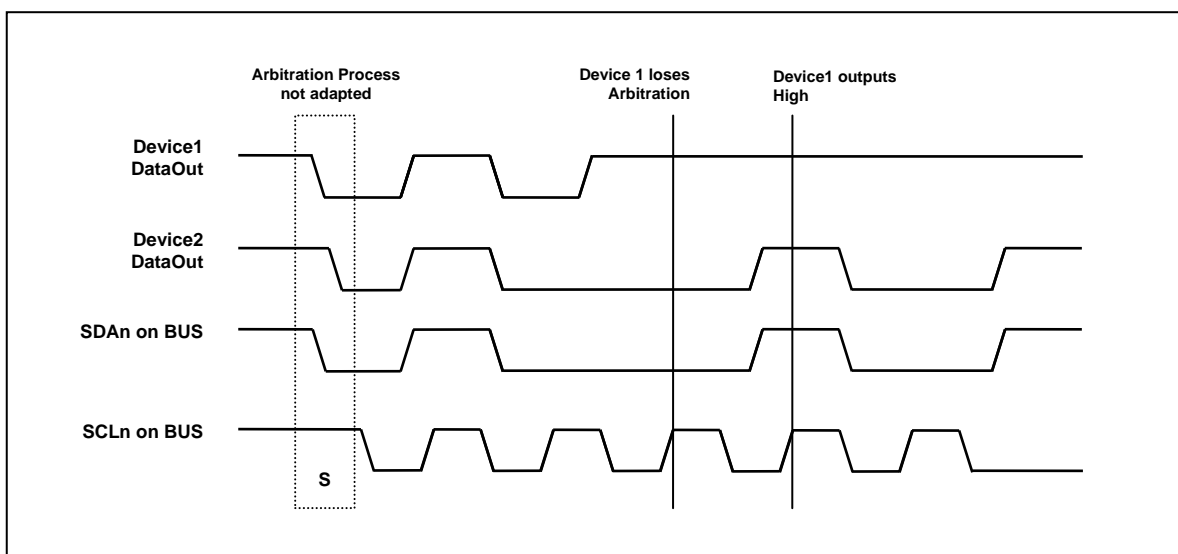 Arbitration Process
not adapted
Device 1 loses
Arbitration
Device1 outputs
High
Device1
DataOut
Device2
DataOut
SDAn on BUS
SCLn on BUS
S